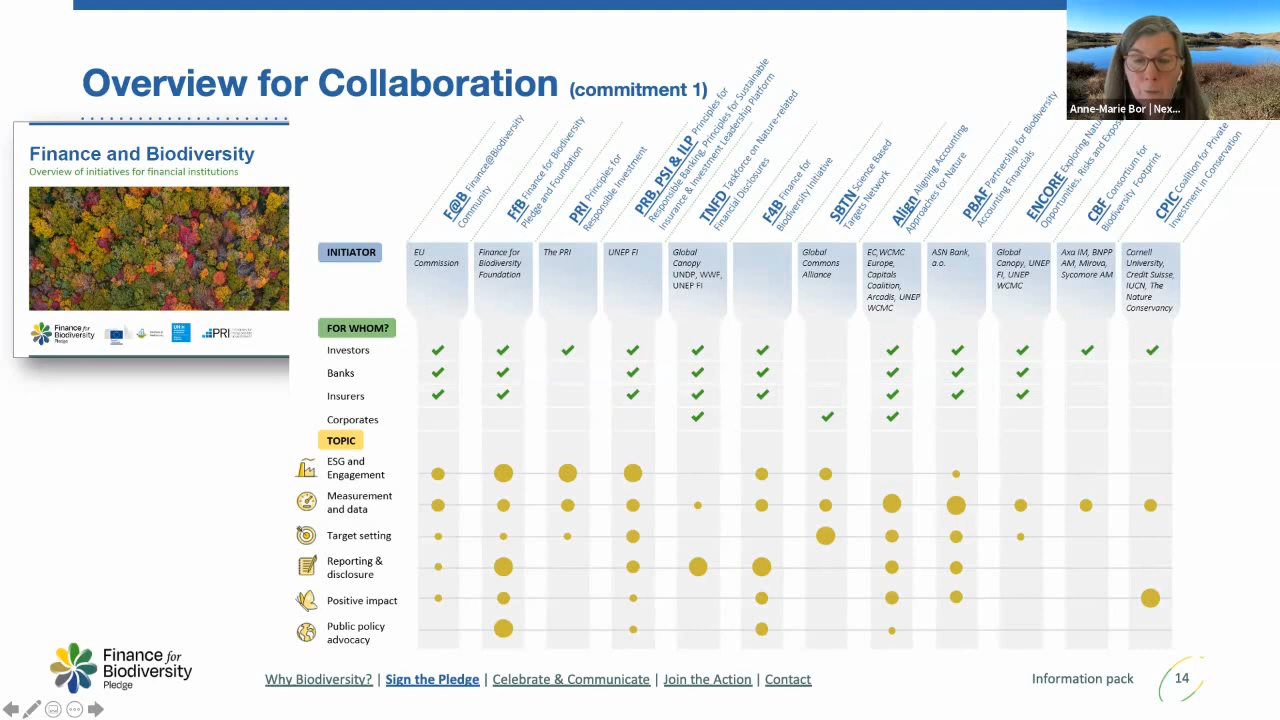 Overview for Collaboration (commitment 1)
Anne-Marie Bor | Nex...
Finance and Biodiversity
Overview of initiatives for financial institutions
Finance for
Biodiversity
Pledge
PRI
F@B Finance@Biodiversity
Community
FfB Finance for Biodiversity
Pledge and Foundation
PRI Principles for
Responsible Investment
PRB, PSI & ILP Principles for
Responsible Banking, Principles for Sustainable
Insurance & Investment Leadership Platform
TNFD Taskforce on Nature-related
Financial Disclosures
F4B Finance for
Biodiversity Initiative
SBTN Science Based
Targets Network
Align Aligning Accounting
Approaches for Nature
PBAF Partnership for Biodiversity
Accounting Financials
ENCORE Exploring
Opportunities, Risks and
CBF Consortium for
Biodiversity Footprint
CPIC Coalition for Private
Investment in Conservation
INITIATOR
EU
Commission
Finance for
Biodiversity
Foundation
The PRI
UNEP FI
Global
Canopy
UNDP, WWF,
UNEP FI
Global
Commons
Alliance
EC, WCMC
Europe,
Capitals
Coalition,
Arcadis, UNEP
WCMC
ASN Bank,
a.o.
Global
Canopy, UNEP
FI, UNEP
WCMC
Axa IM, BNPP
AM, Mirova,
Sycomore AM
Cornell
University,
Credit Suisse,
IUCN, The
Nature
Conservancy
FOR WHOM?
Investors
Banks
Insurers
Corporates
TOPIC
ESG and
Engagement
Measurement
and data
Target setting
Reporting &
disclosure
Positive impact
Public policy
advocacy
Finance for
Biodiversity
Pledge
Why Biodiversity? | Sign the Pledge | Celebrate & Communicate | Join the Action | Contact
Information pack
14